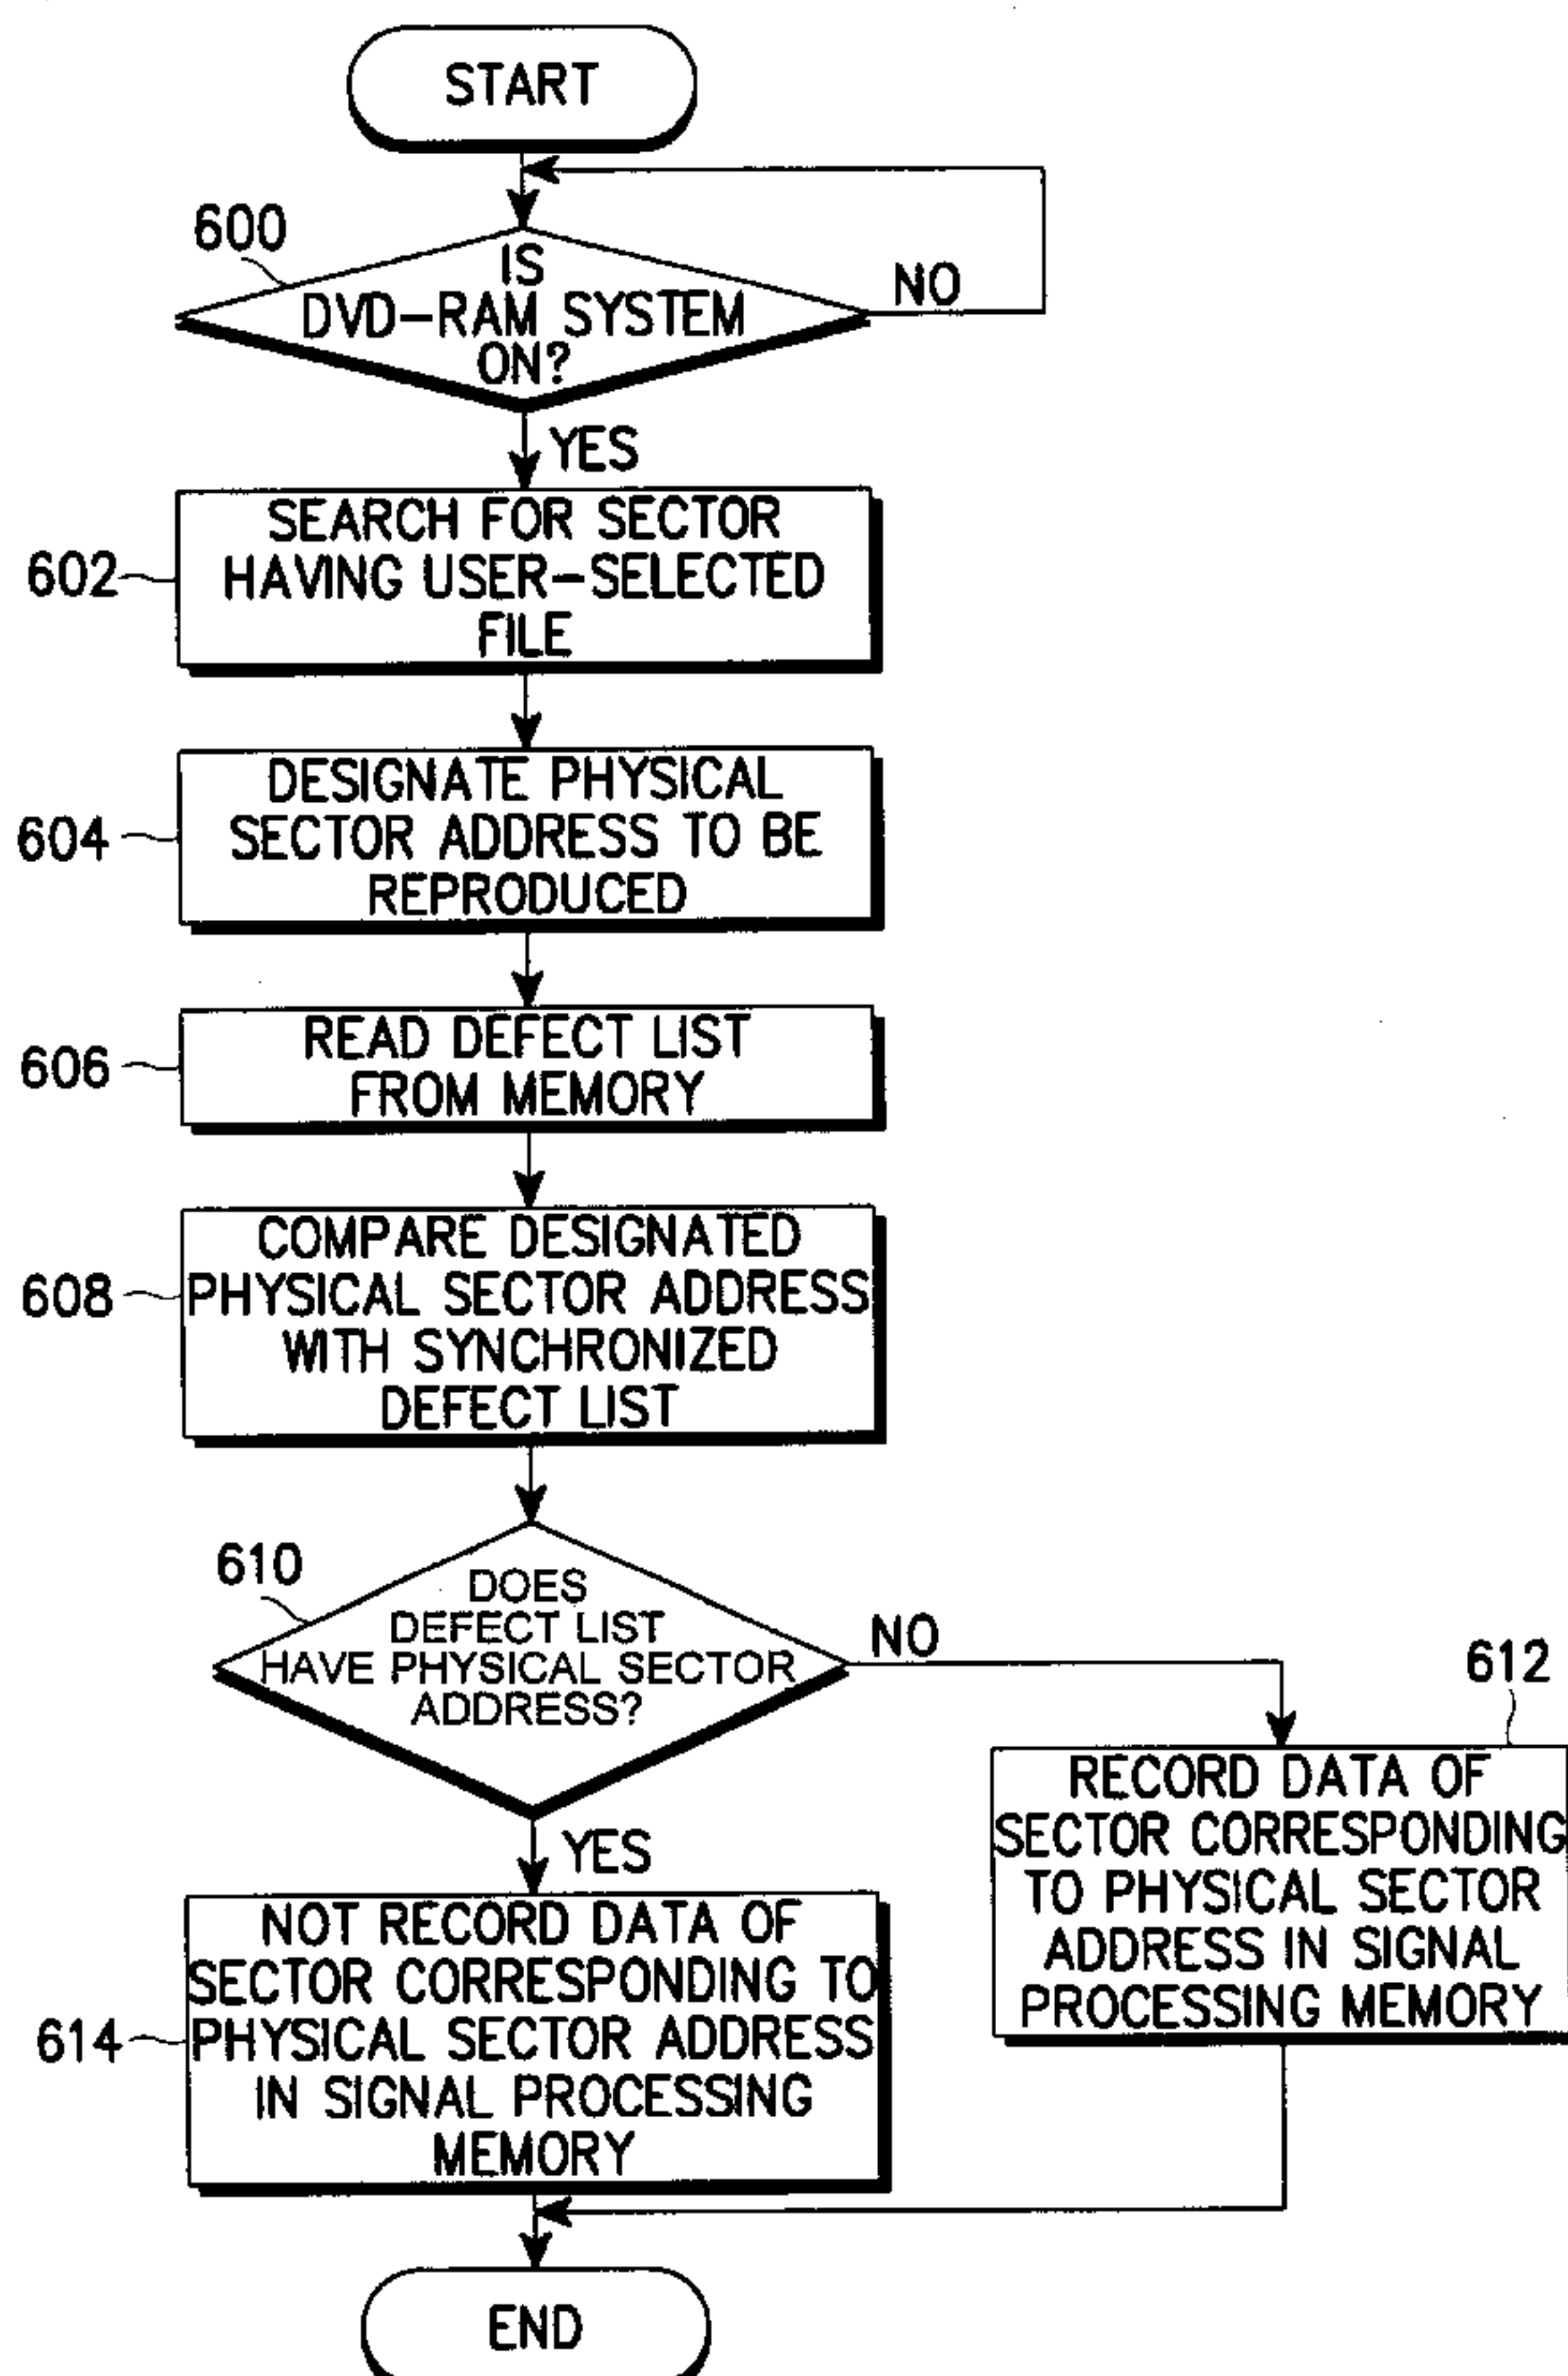 START
600
IS
DVD-RAM SYSTEM
ON?
NO
YES
602
SEARCH FOR SECTOR
HAVING USER-SELECTED
FILE
604
DESIGNATE PHYSICAL
SECTOR ADDRESS TO BE
REPRODUCED
606
READ DEFECT LIST
FROM MEMORY
608
COMPARE DESIGNATED
PHYSICAL SECTOR ADDRESS
WITH SYNCHRONIZED
DEFECT LIST
610
DOES
DEFECT LIST
HAVE PHYSICAL SECTOR
ADDRESS?
NO
612
RECORD DATA OF
SECTOR CORRESPONDING
TO PHYSICAL SECTOR
ADDRESS IN SIGNAL
PROCESSING MEMORY
YES
614
NOT RECORD DATA OF
SECTOR CORRESPONDING TO
PHYSICAL SECTOR ADDRESS
IN SIGNAL PROCESSING
MEMORY
END